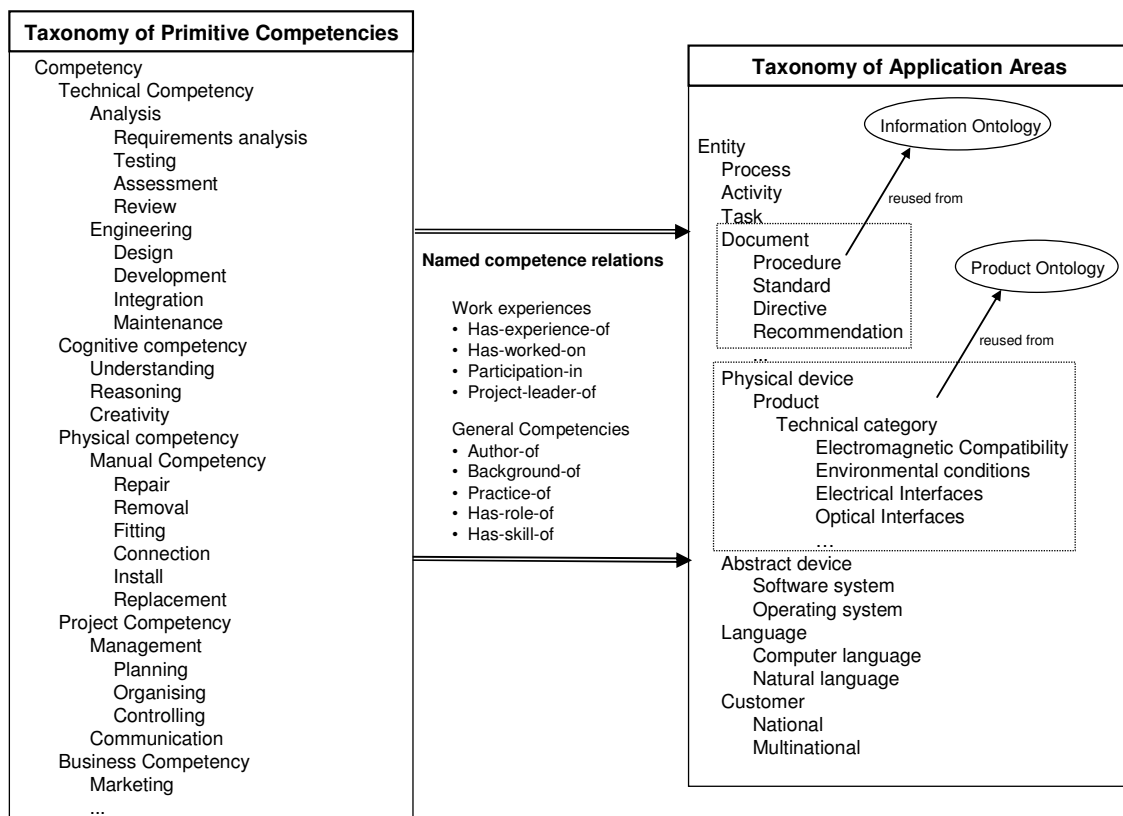 Taxonomy of Primitive Competencies
Competency
Technical Competency
Analysis
Requirements analysis
Testing
Assessment
Review
Engineering
Design
Development
Integration
Maintenance
Cognitive competency
Understanding
Reasoning
Creativity
Physical competency
Manual Competency
Repair
Removal
Fitting
Connection
Install
Replacement
Project Competency
Management
Planning
Organising
Controlling
Communication
Business Competency
Marketing
...
Named competence relations
Work experiences
• Has-experience-of
• Has-worked-on
• Participation-in
• Project-leader-of
General Competencies
• Author-of
• Background-of
• Practice-of
• Has-role-of
• Has-skill-of
Taxonomy of Application Areas
Information Ontology
reused from
Entity
Process
Activity
Task
Document
Procedure
Standard
Directive
Recommendation
...
Product Ontology
reused from
Physical device
Product
Technical category
Electromagnetic Compatibility
Environmental conditions
Electrical Interfaces
Optical Interfaces
...
Abstract device
Software system
Operating system
Language
Computer language
Natural language
Customer
National
Multinational